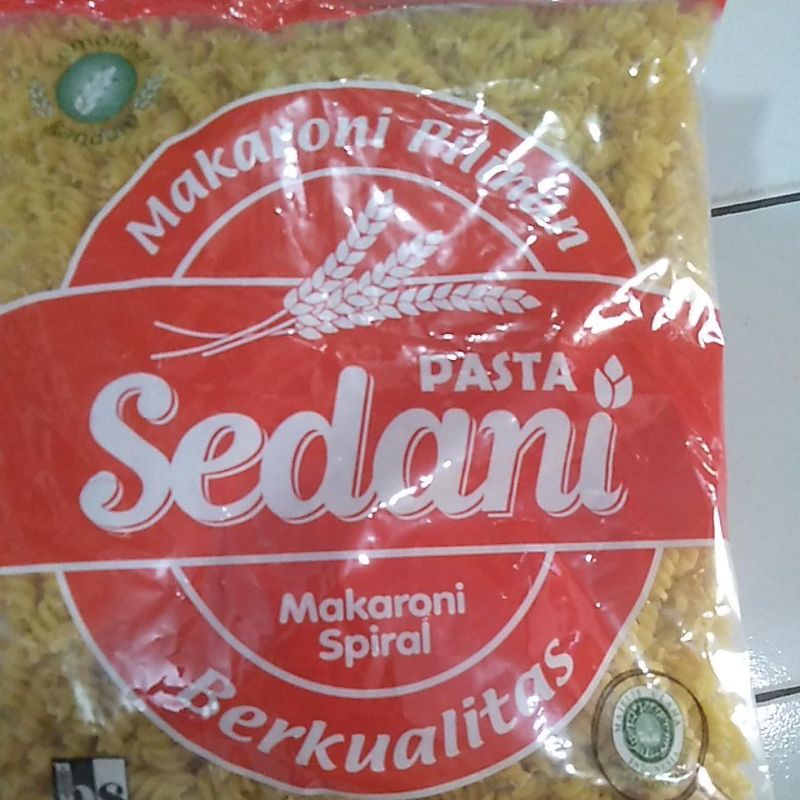 Makaroni Pilihan
PASTA
Sedani
Makaroni
Spiral
Berkualitas